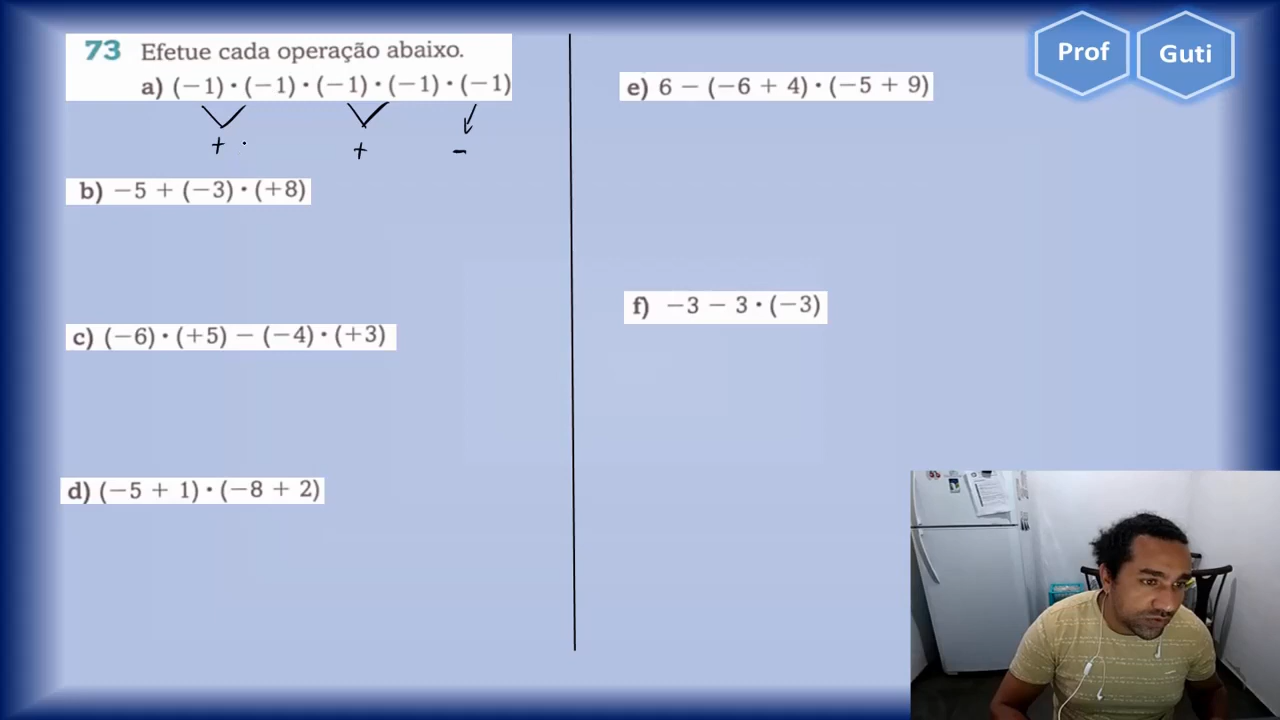 73 Efetue cada operação abaixo.
a) (−1) · (−1) · (−1) · (−1) · (−1)
+ · + −
b) −5 + (−3) · (+8)
c) (−6) · (+5) − (−4) · (+3)
d) (−5 + 1) · (−8 + 2)
e) 6 − (−6 + 4) · (−5 + 9)
f) −3 − 3 · (−3)
Prof Guti